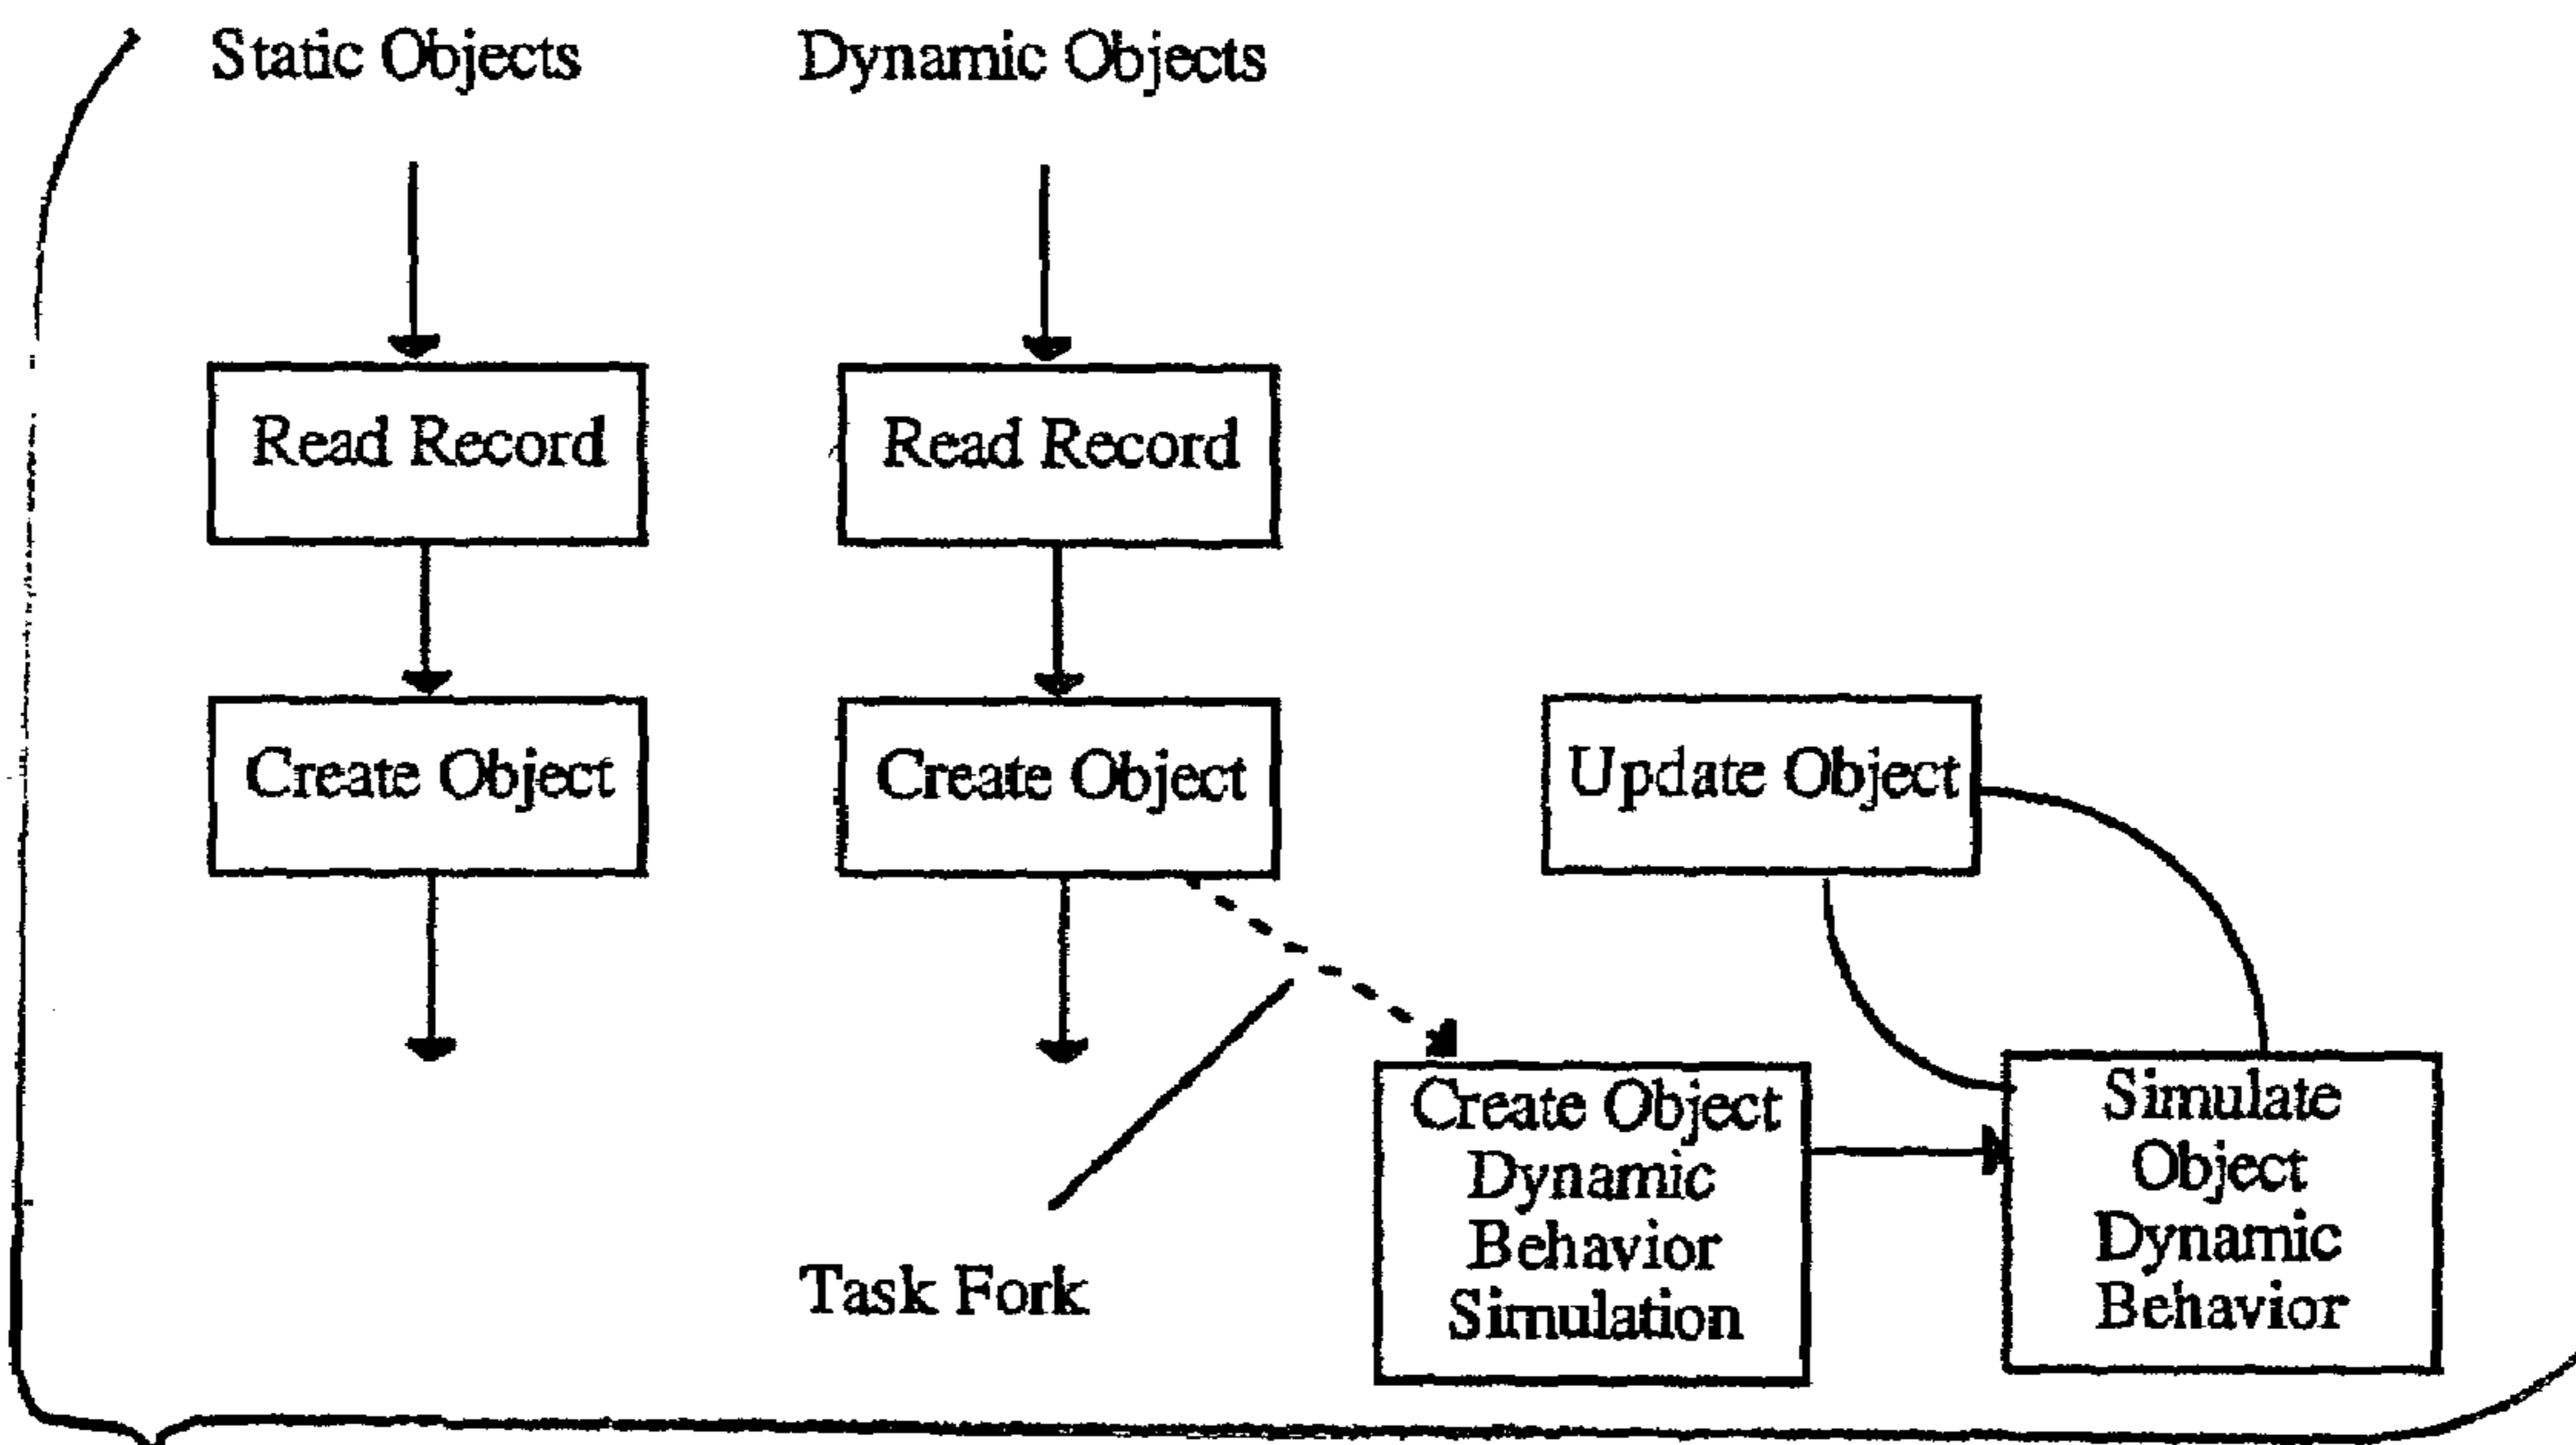 Static Objects
Dynamic Objects
Read Record
Read Record
Create Object
Create Object
Update Object
Task Fork
Create Object
Dynamic
Behavior
Simulation
Simulate
Object
Dynamic
Behavior